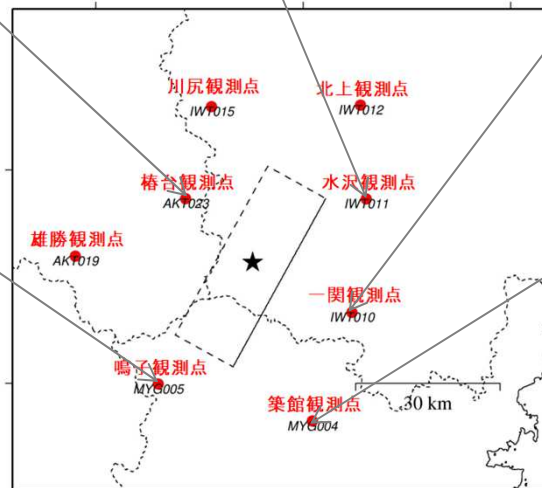 川尻観測点
IWT015
北上観測点
IWT012
椿台観測点
AKT023
水沢観測点
IWT011
雄勝観測点
AKT019
一関観測点
IWT010
鳴子観測点
MYG005
30 km
築館観測点
MYG004